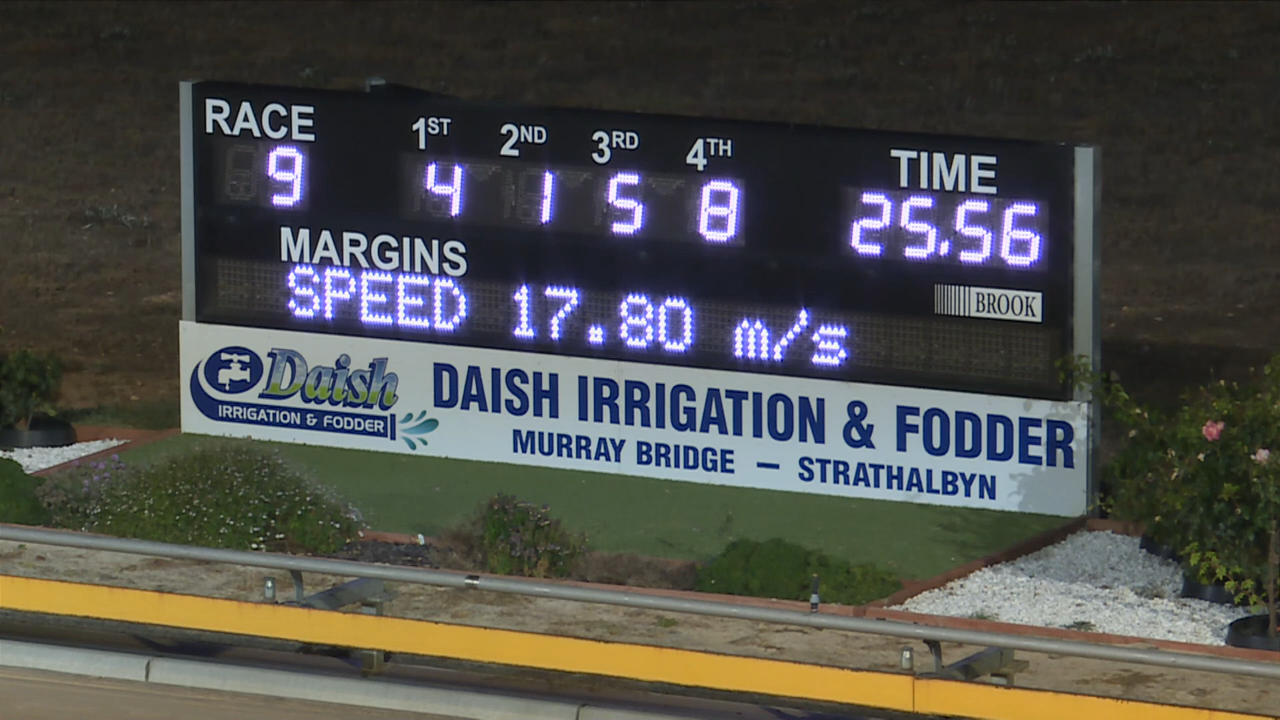 RACE 1ST 2ND 3RD 4TH TIME
9 4 1 5 8 25.56
MARGINS
SPEED 17.80 m/s
BROOK
Daish
IRRIGATION & FODDER
DAISH IRRIGATION & FODDER
MURRAY BRIDGE – STRATHALBYN